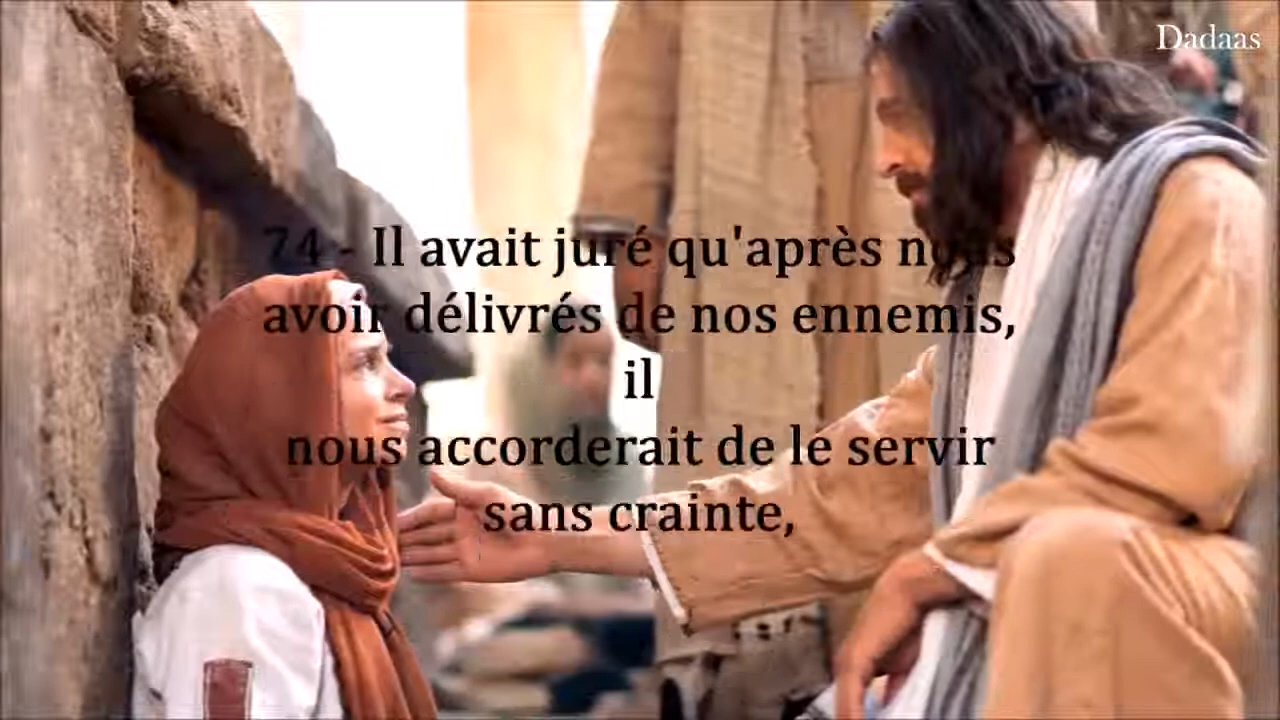 Dadaas
74 - Il avait juré qu'après nous
avoir délivrés de nos ennemis,
il
nous accorderait de le servir
sans crainte,